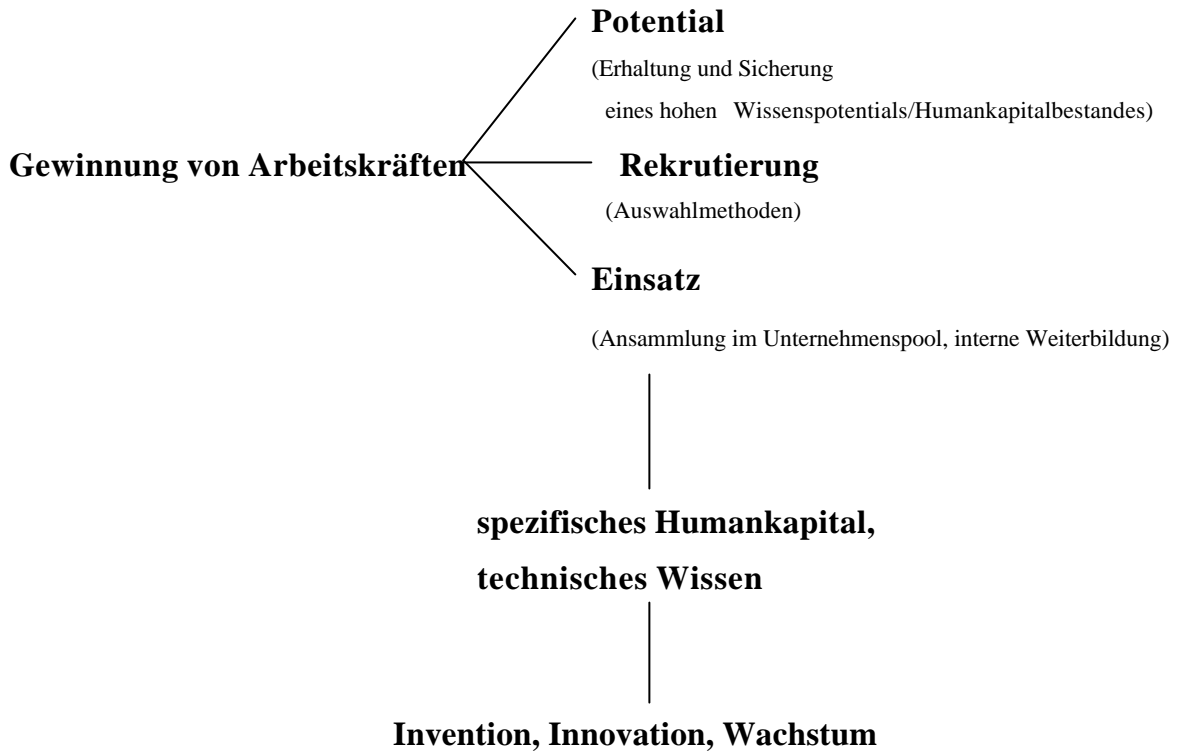 Potential
(Erhaltung und Sicherung
eines hohen Wissenspotentials/Humankapitalbestandes)
Gewinnung von Arbeitskräften
Rekrutierung
(Auswahlmethoden)
Einsatz
(Ansammlung im Unternehmenspool, interne Weiterbildung)
spezifisches Humankapital,
technisches Wissen
Invention, Innovation, Wachstum